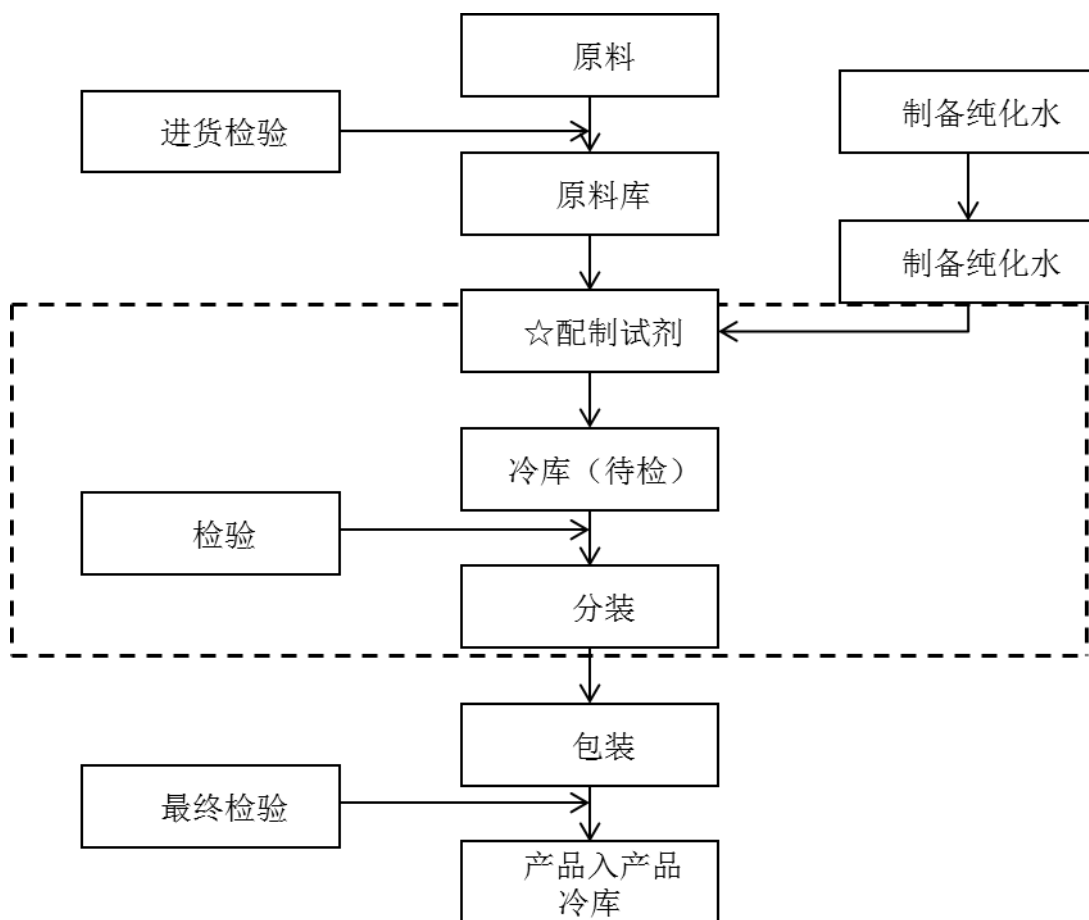 原料
制备纯化水
进货检验
原料库
制备纯化水
☆配制试剂
冷库（待检）
检验
分装
包装
最终检验
产品入产品
冷库